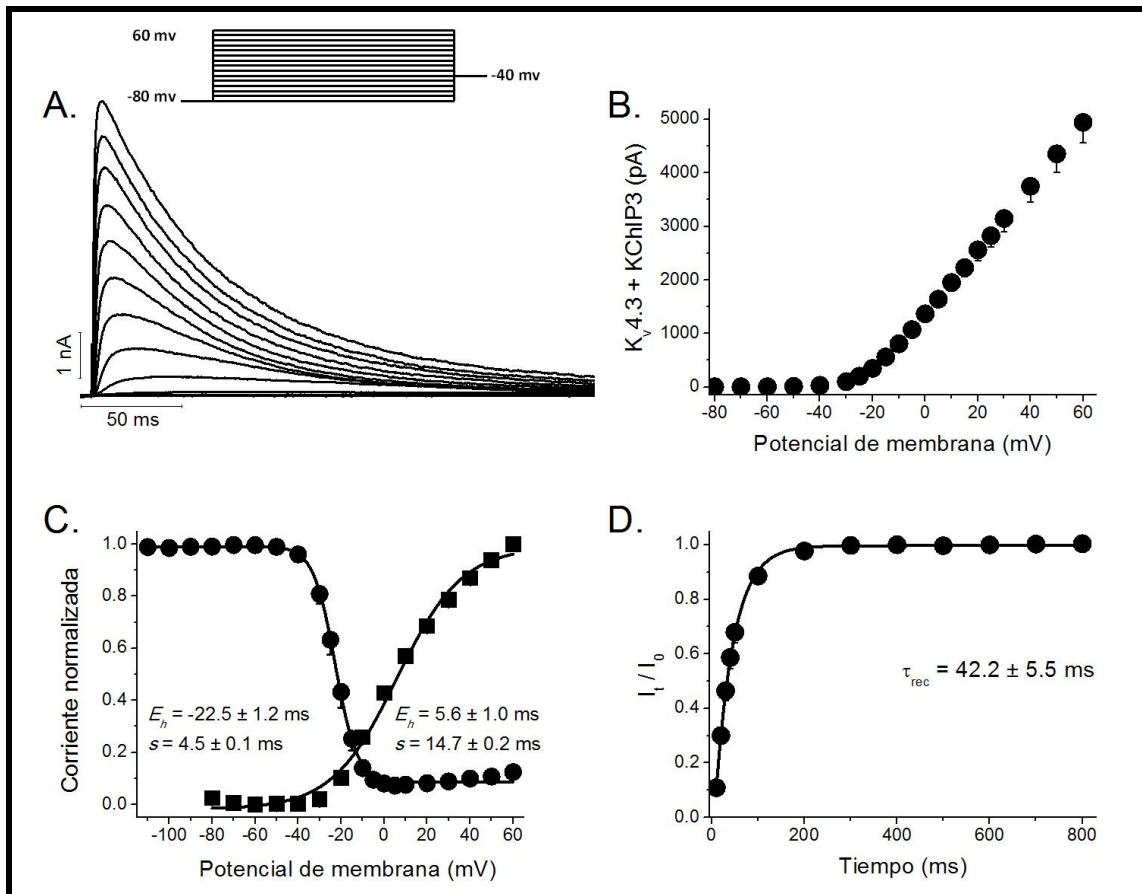 60 mv
-40 mv
-80 mv
A.
1 nA
50 ms
B.
5000
4000
3000
2000
1000
0
Kv4.3 + KChIP3 (pA)
-80 -60 -40 -20 0 20 40 60
Potencial de membrana (mV)
C.
1.0
0.8
0.6
0.4
0.2
0.0
Corriente normalizada
Eh = -22.5 ± 1.2 ms
s = 4.5 ± 0.1 ms
Eh = 5.6 ± 1.0 ms
s = 14.7 ± 0.2 ms
-100 -80 -60 -40 -20 0 20 40 60
Potencial de membrana (mV)
D.
1.0
0.8
0.6
0.4
0.2
0.0
It / I0
τrec = 42.2 ± 5.5 ms
0 200 400 600 800
Tiempo (ms)